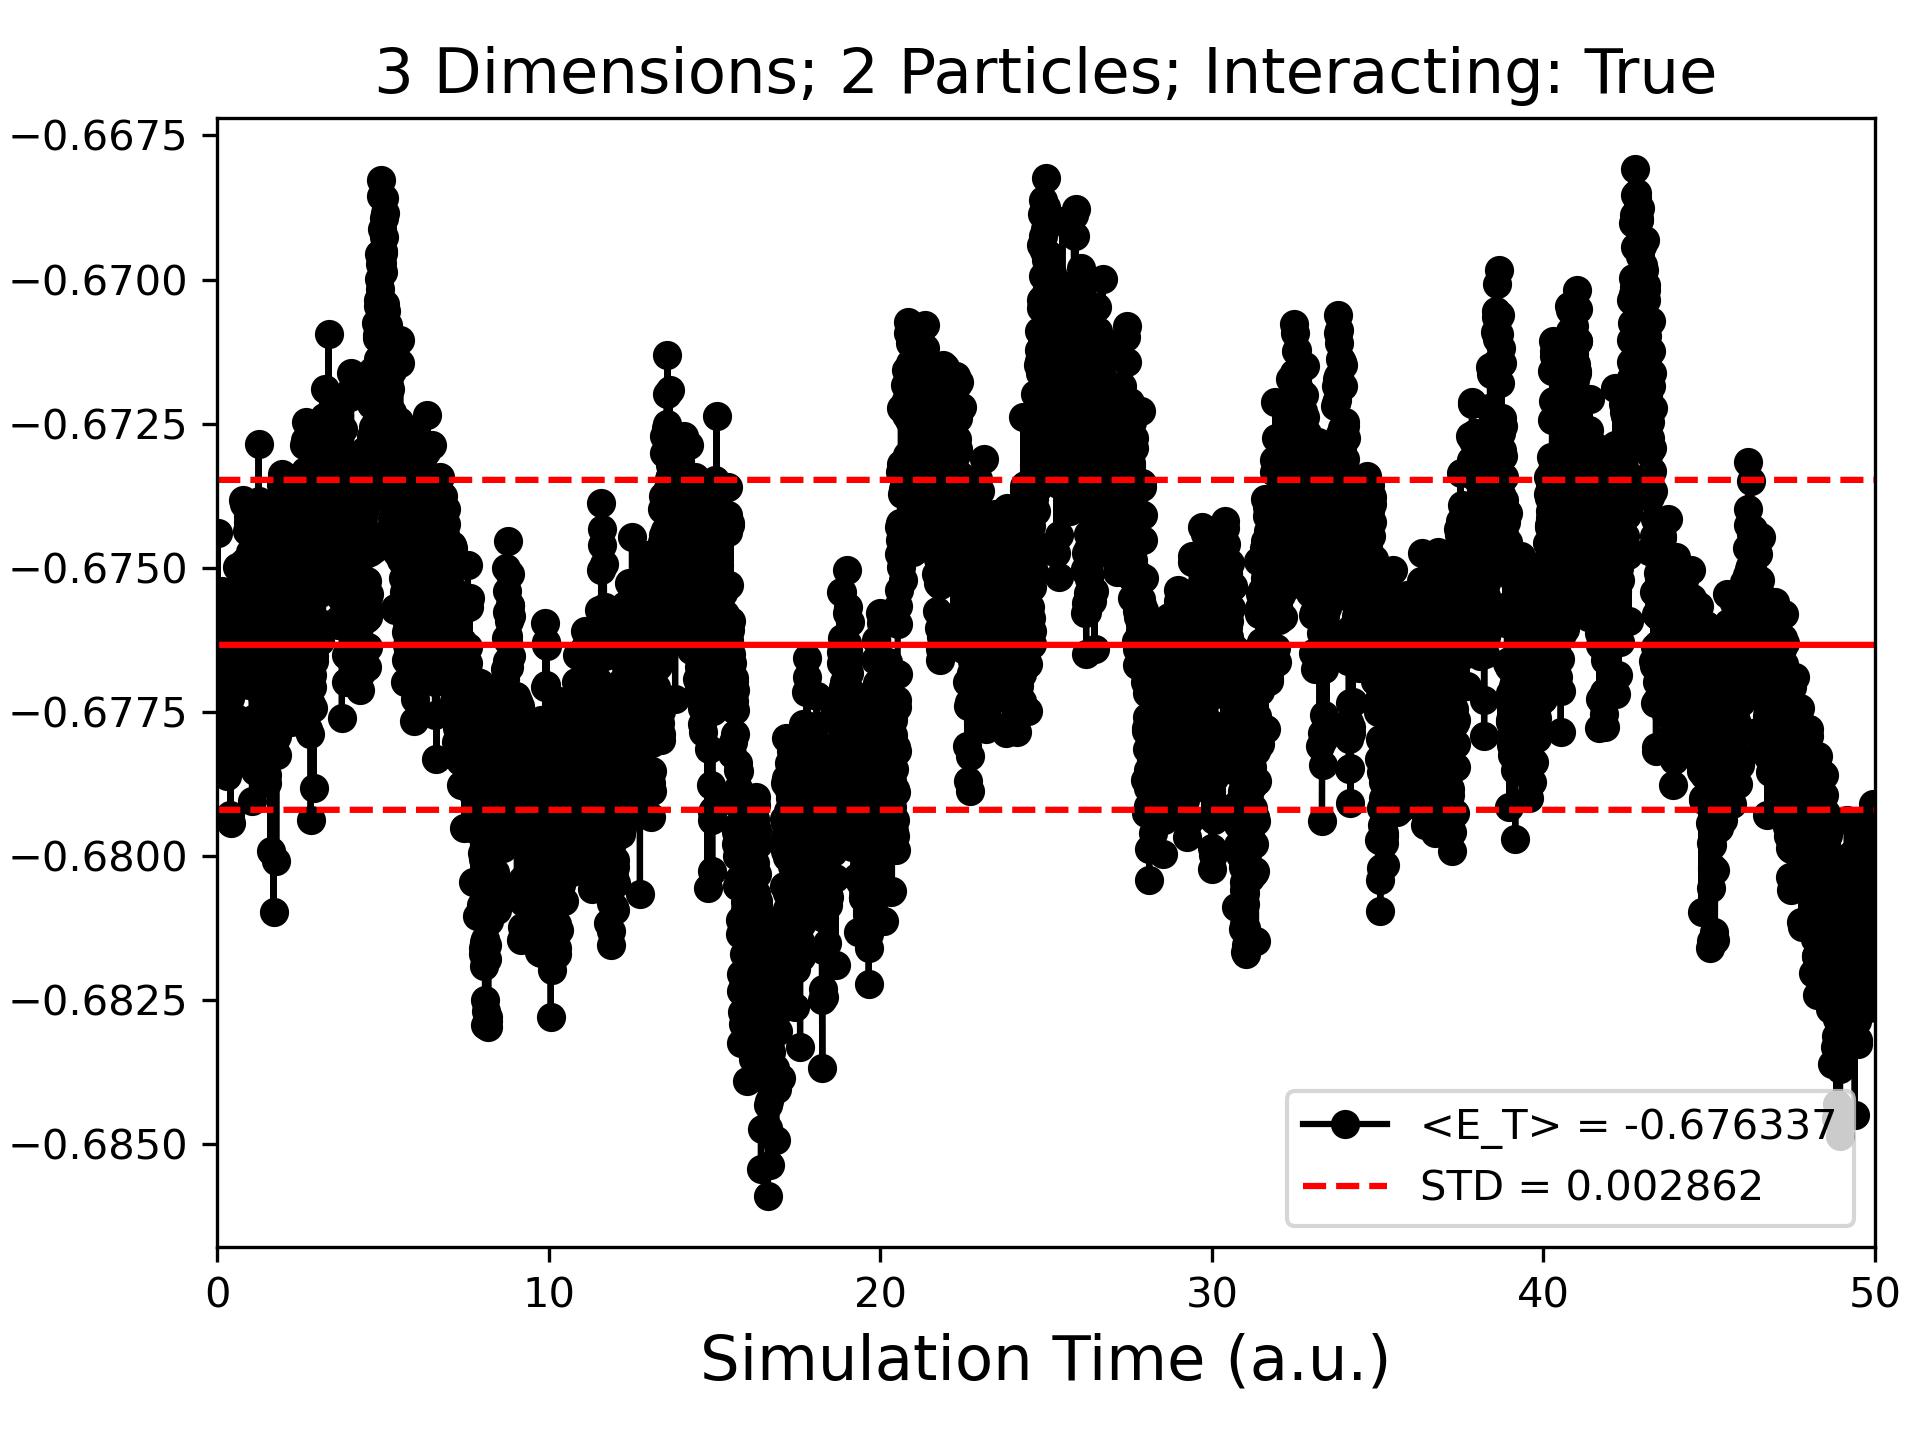 3 Dimensions; 2 Particles; Interacting: True
−0.6675
−0.6700
−0.6725
−0.6750
−0.6775
−0.6800
−0.6825
−0.6850
<E_T> = -0.676337
STD = 0.002862
0 10 20 30 40 50
Simulation Time (a.u.)